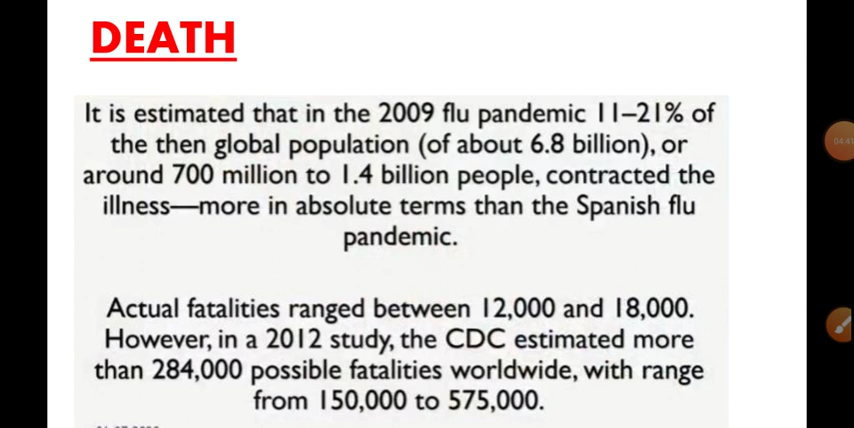 DEATH
It is estimated that in the 2009 flu pandemic 11–21% of
the then global population (of about 6.8 billion), or
around 700 million to 1.4 billion people, contracted the
illness—more in absolute terms than the Spanish flu
pandemic.
Actual fatalities ranged between 12,000 and 18,000.
However, in a 2012 study, the CDC estimated more
than 284,000 possible fatalities worldwide, with range
from 150,000 to 575,000.
04:41